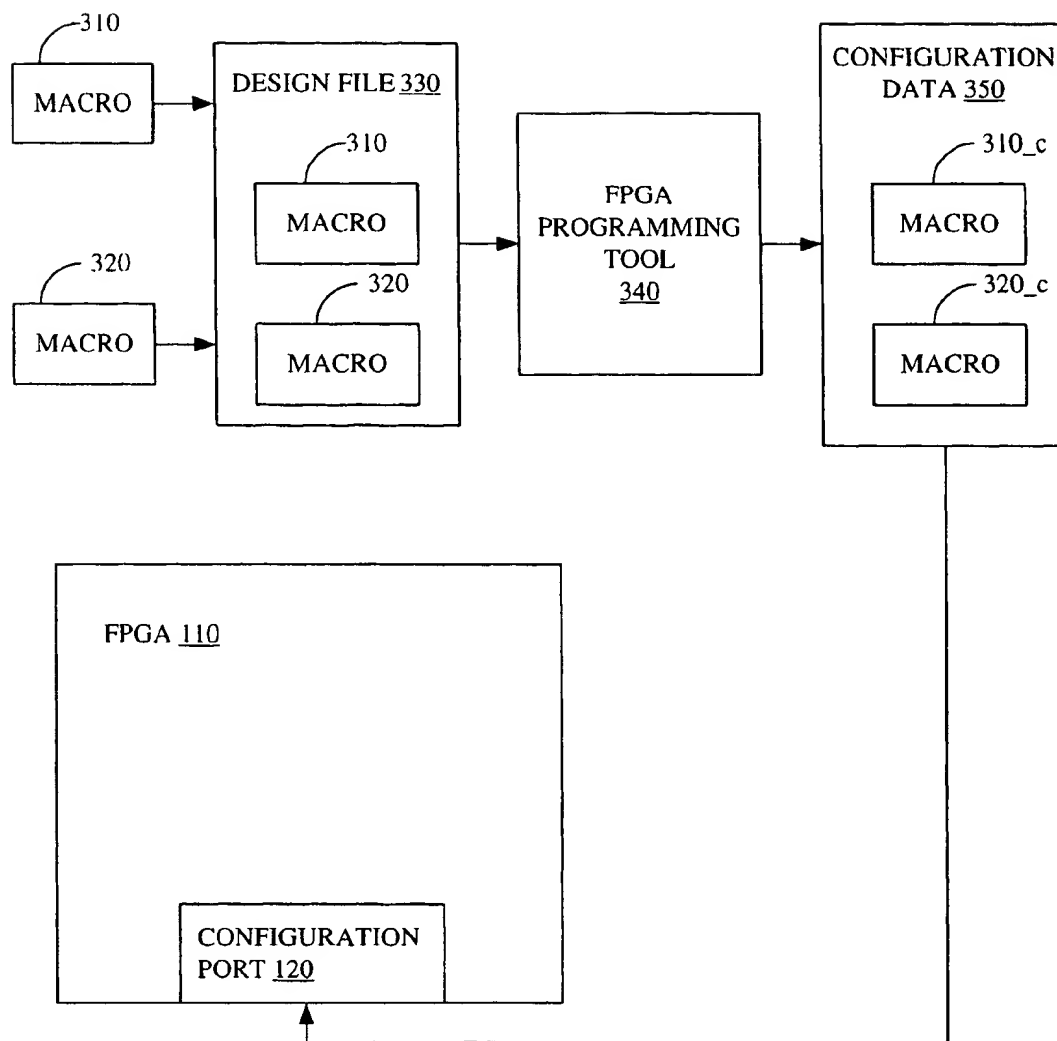 310
MACRO
320
MACRO
DESIGN FILE 330
310
MACRO
320
MACRO
FPGA
PROGRAMMING
TOOL
340
CONFIGURATION
DATA 350
310_c
MACRO
320_c
MACRO
FPGA 110
CONFIGURATION
PORT 120